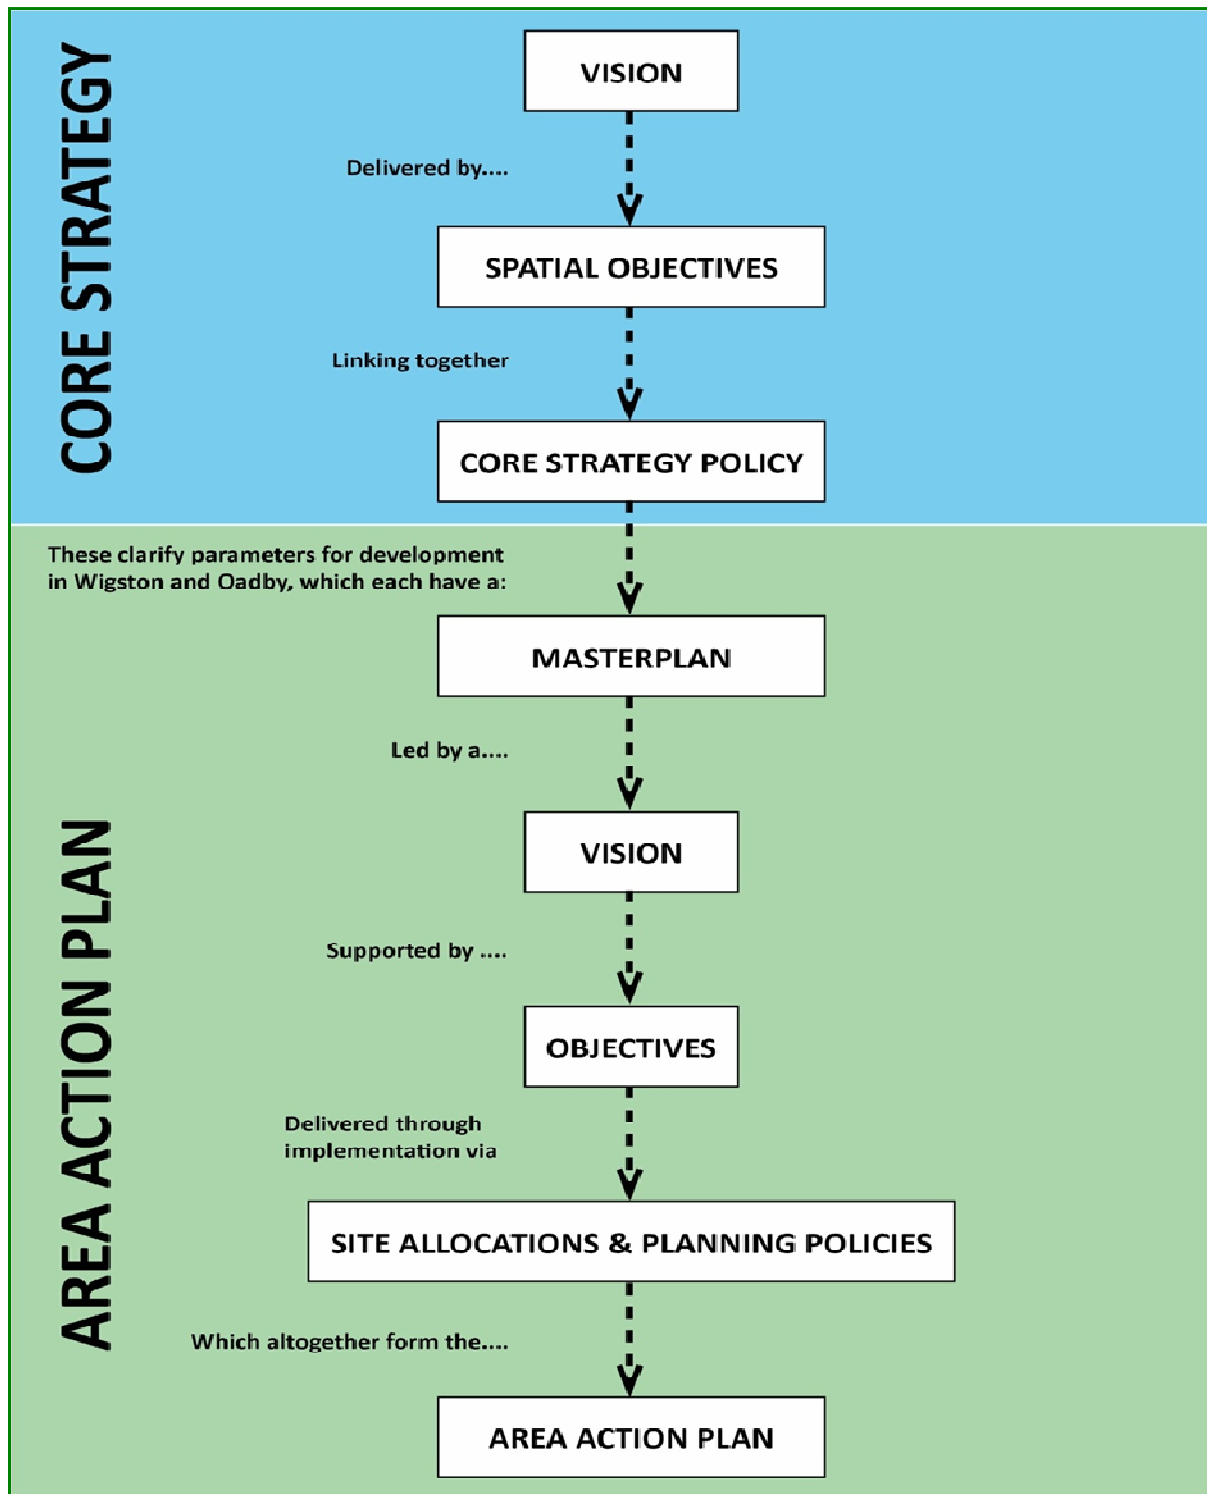 CORE STRATEGY
VISION
Delivered by....
SPATIAL OBJECTIVES
Linking together
CORE STRATEGY POLICY
AREA ACTION PLAN
These clarify parameters for development
in Wigston and Oadby, which each have a:
MASTERPLAN
Led by a....
VISION
Supported by ....
OBJECTIVES
Delivered through
implementation via
SITE ALLOCATIONS & PLANNING POLICIES
Which altogether form the....
AREA ACTION PLAN